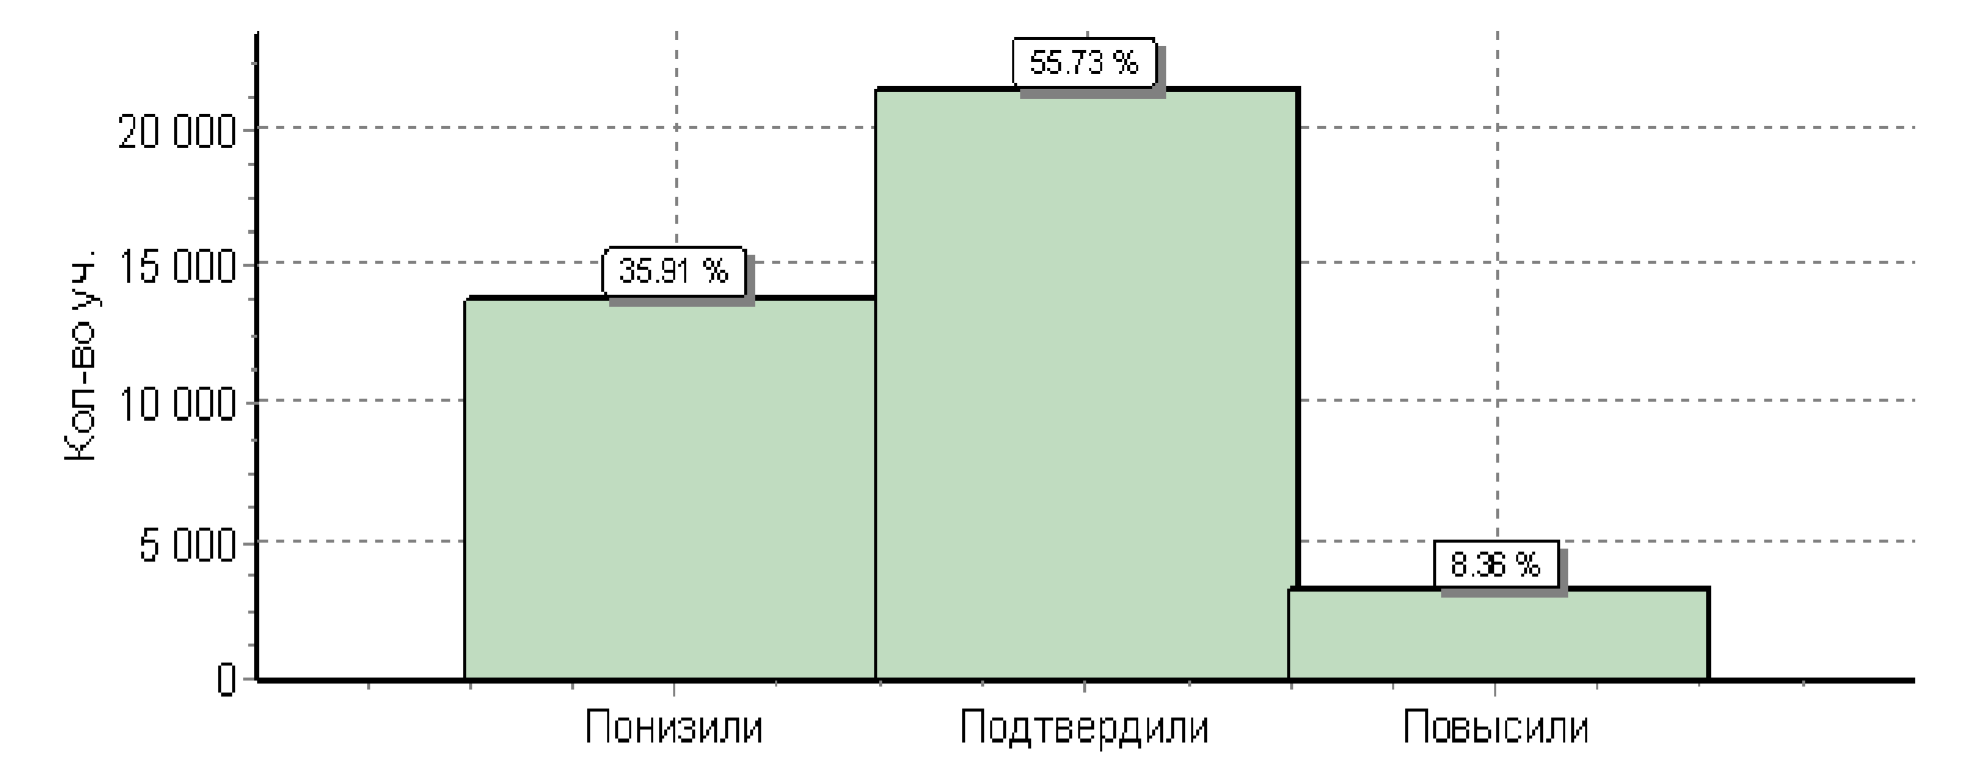 55.73 %
20 000
35.91 %
15 000
Кол-во уч.
10 000
5 000
8.36 %
0
Понизили
Подтвердили
Повысили